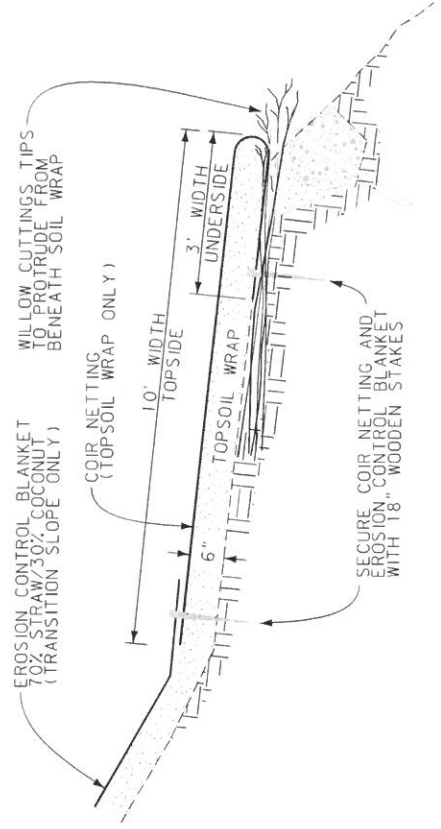 EROSION CONTROL BLANKET
70% STRAW/30% COCONUT
(TRANSITION SLOPE ONLY)
COIR NETTING
(TOPSOIL WRAP ONLY)
WILLOW CUTTINGS TIPS
TO PROTRUDE FROM
BENEATH SOIL WRAP
10' WIDTH
TOPSIDE
3' WIDTH
UNDERSIDE
6"
TOPSOIL WRAP
SECURE COIR NETTING AND
EROSION CONTROL BLANKET
WITH 18" WOODEN STAKES